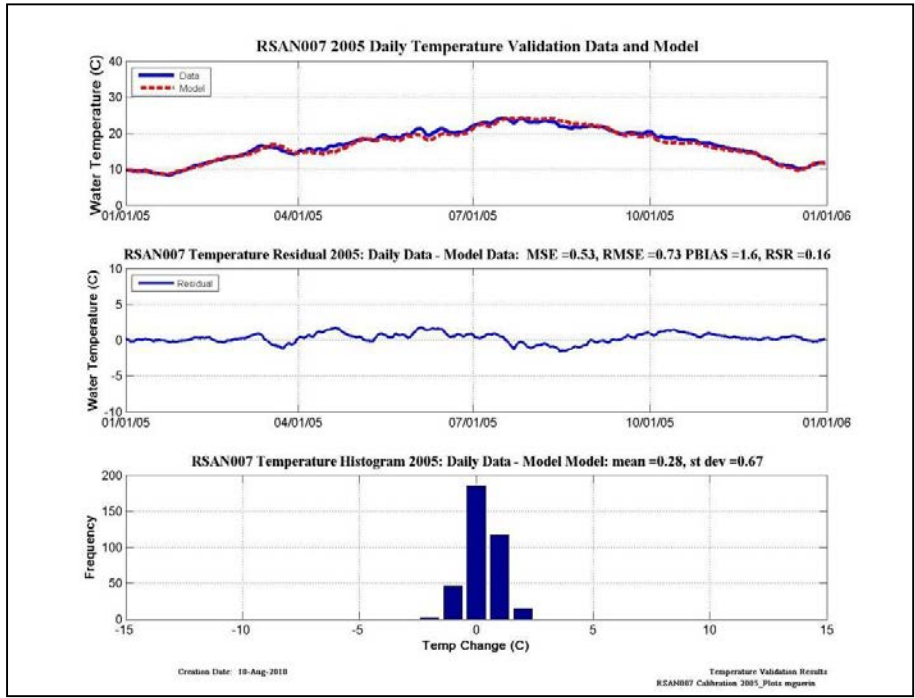 RSAN007 2005 Daily Temperature Validation Data and Model
Water Temperature (C)
40
30
20
10
0
Data
Model
01/01/05
04/01/05
07/01/05
10/01/05
01/01/06
RSAN007 Temperature Residual 2005: Daily Data - Model Data: MSE =0.53, RMSE =0.73 PBIAS =1.6, RSR =0.16
Water Temperature (C)
10
5
0
-5
-10
Residual
01/01/05
04/01/05
07/01/05
10/01/05
01/01/06
RSAN007 Temperature Histogram 2005: Daily Data - Model Model: mean =0.28, st dev =0.67
Frequency
200
150
100
50
0
-15
-10
-5
0
5
10
15
Temp Change (C)
Creation Date: 10-Aug-2010
Temperature Validation Results
RSAN007 Calibration 2005_Plots mguerin